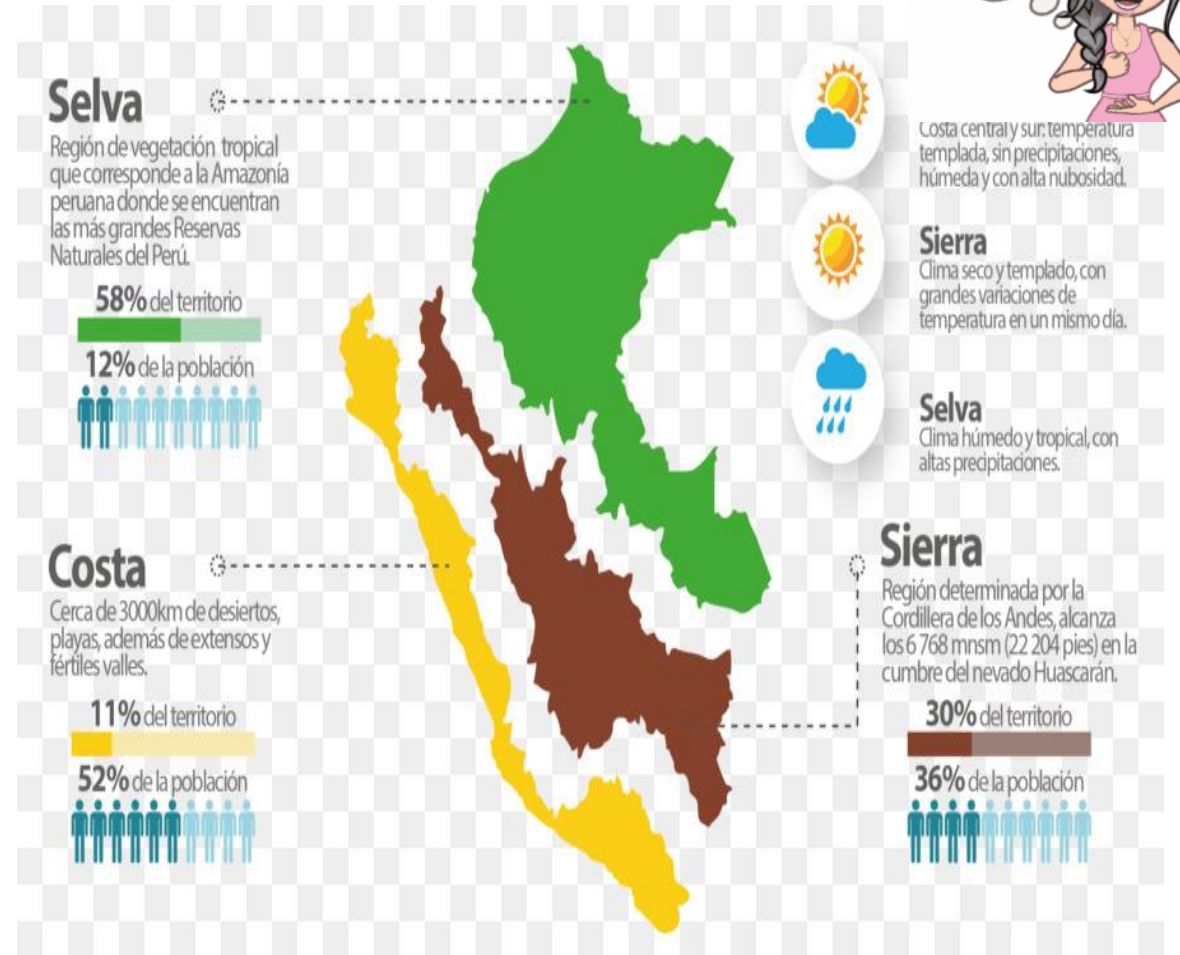 Selva
Región de vegetación tropical
que corresponde a la Amazonía
peruana donde se encuentran
las más grandes Reservas
Naturales del Perú.
58% del territorio
12% de la población
Costa
Cerca de 3000km de desiertos,
playas, además de extensos y
fértiles valles.
11% del territorio
52% de la población
Costa central y sur: temperatura
templada, sin precipitaciones,
húmeda y con alta nubosidad.
Sierra
Clima seco y templado, con
grandes variaciones de
temperatura en un mismo día.
Selva
Clima húmedo y tropical, con
altas precipitaciones.
Sierra
Región determinada por la
Cordillera de los Andes, alcanza
los 6 768 mnsm (22 204 pies) en la
cumbre del nevado Huascarán.
30% del territorio
36% de la población